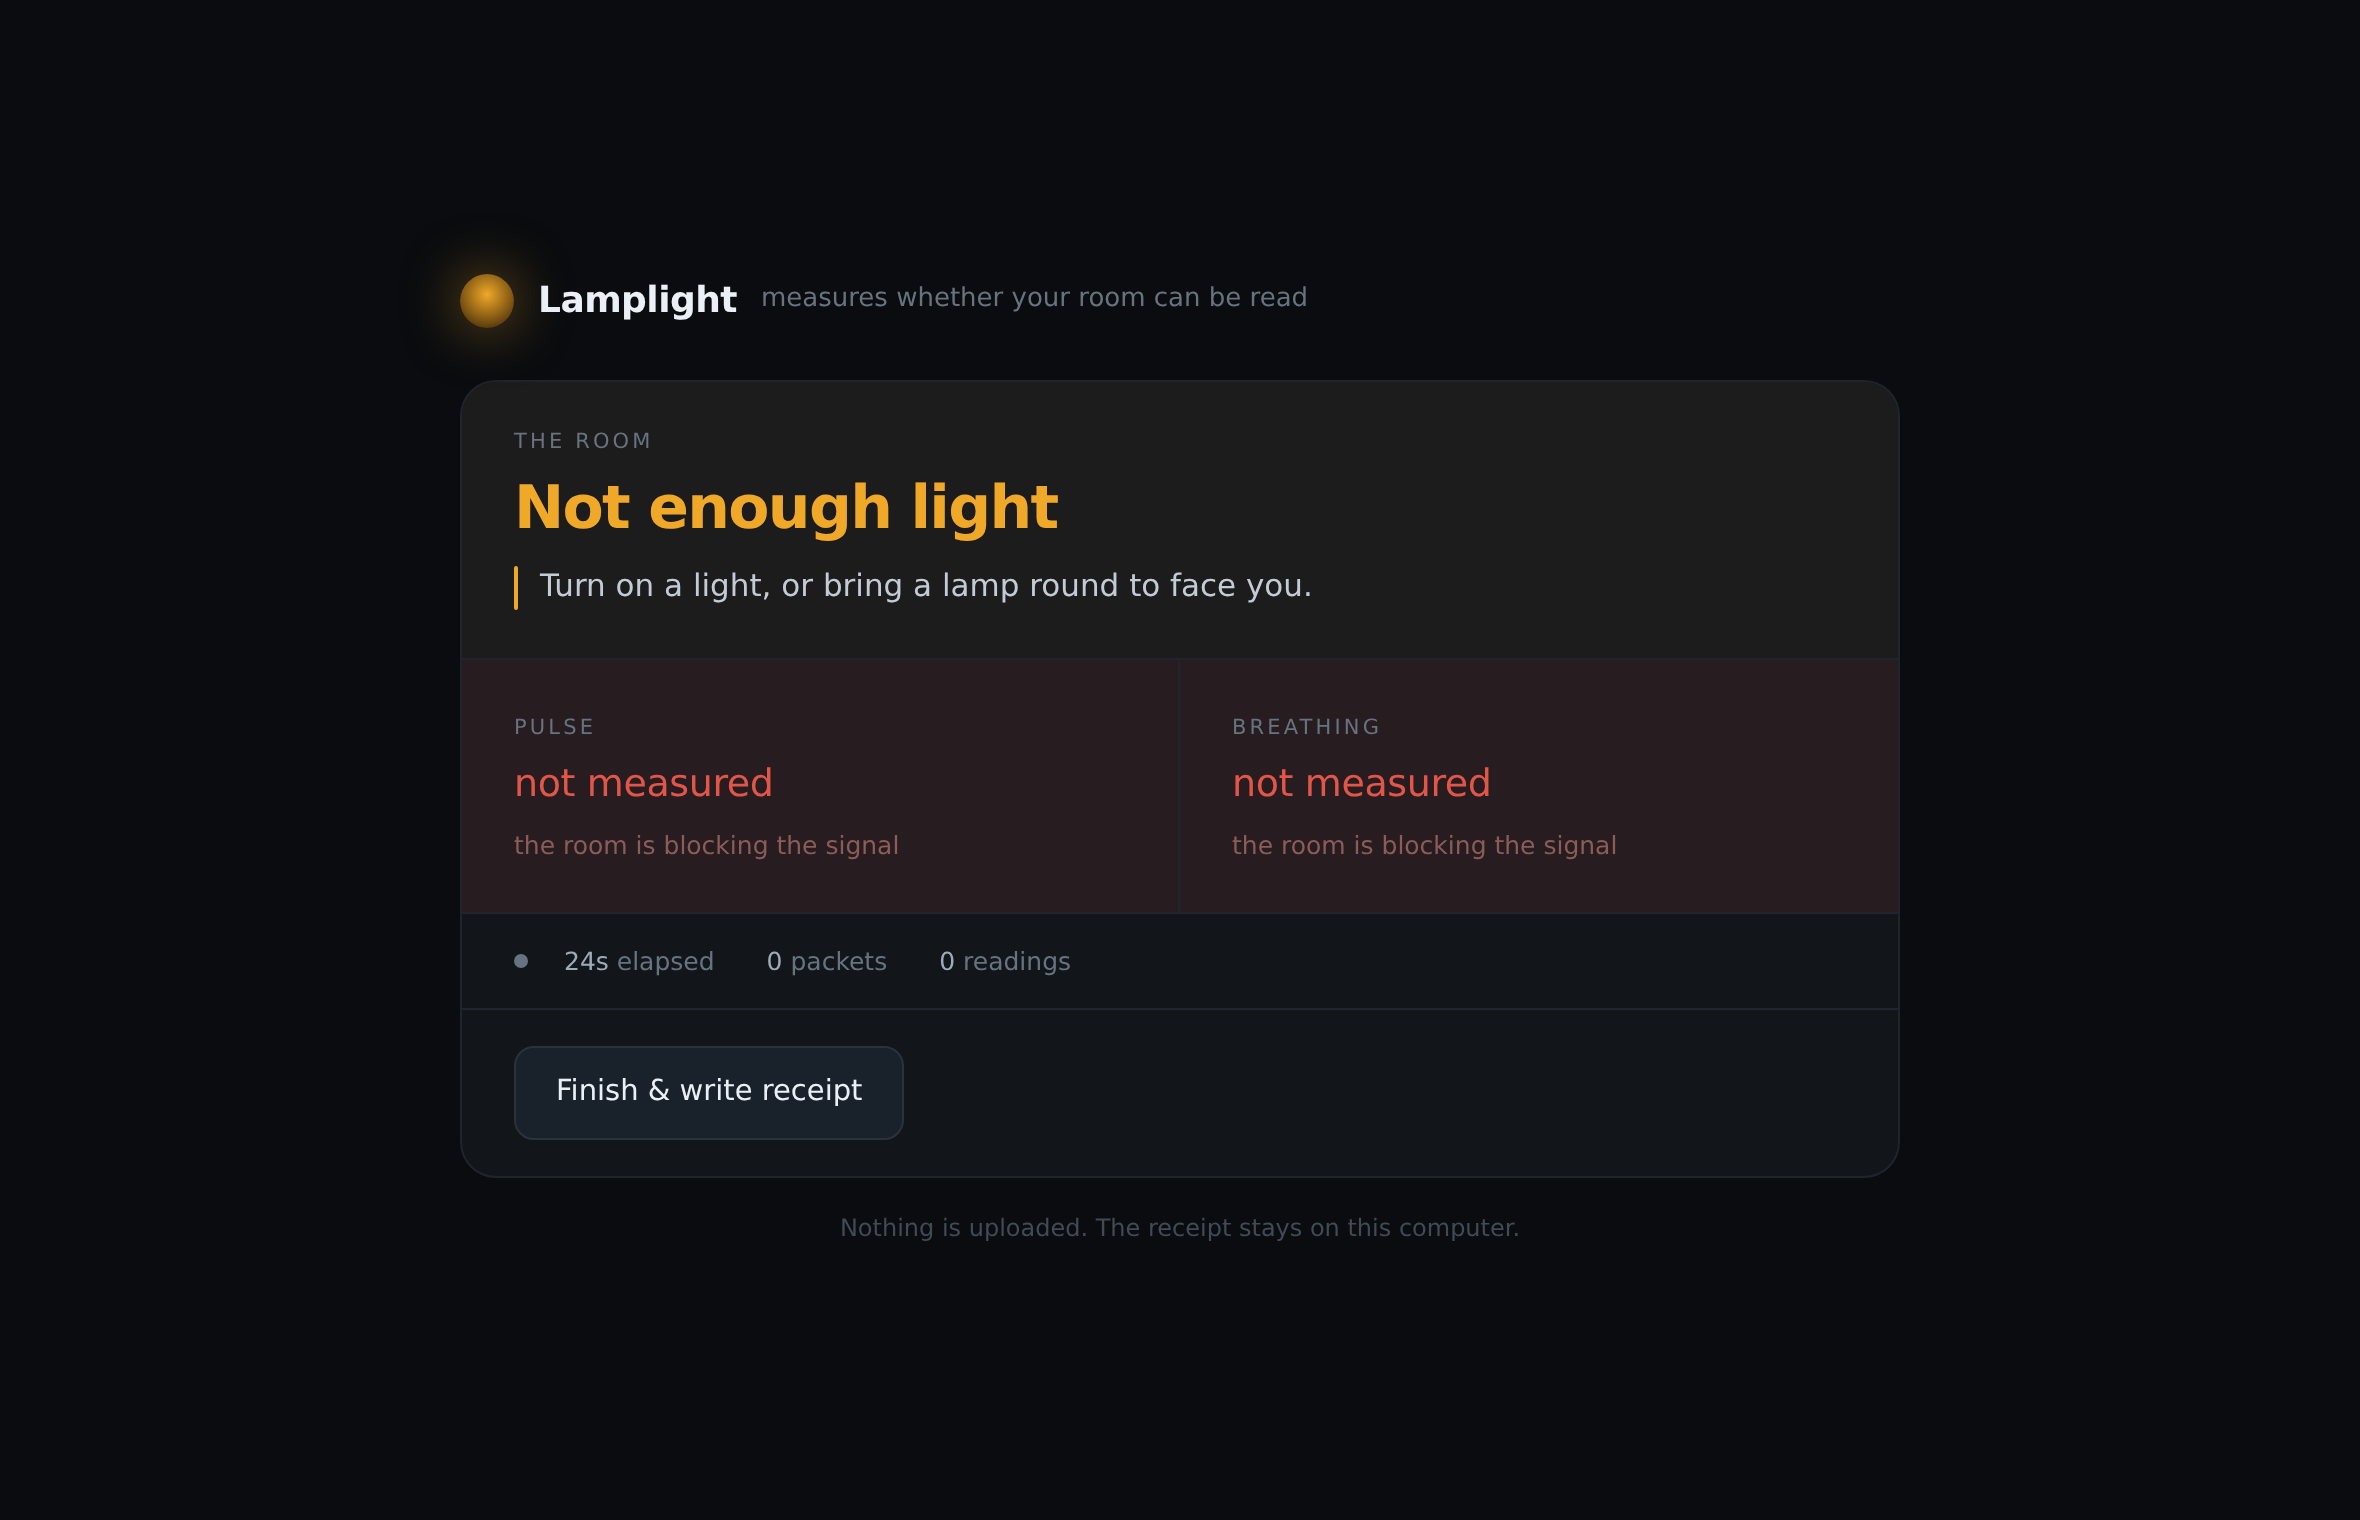 Lamplight measures whether your room can be read
THE ROOM
Not enough light
Turn on a light, or bring a lamp round to face you.
PULSE
not measured
the room is blocking the signal
BREATHING
not measured
the room is blocking the signal
24s elapsed 0 packets 0 readings
Finish & write receipt
Nothing is uploaded. The receipt stays on this computer.